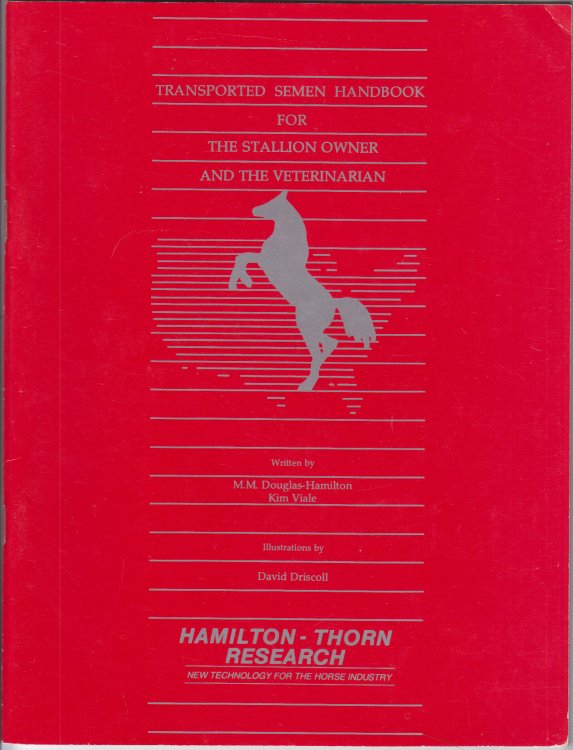 TRANSPORTED SEMEN HANDBOOK
FOR
THE STALLION OWNER
AND THE VETERINARIAN
Written by
M.M. Douglas-Hamilton
Kim Viale
Illustrations by
David Driscoll
HAMILTON - THORN
RESEARCH
NEW TECHNOLOGY FOR THE HORSE INDUSTRY